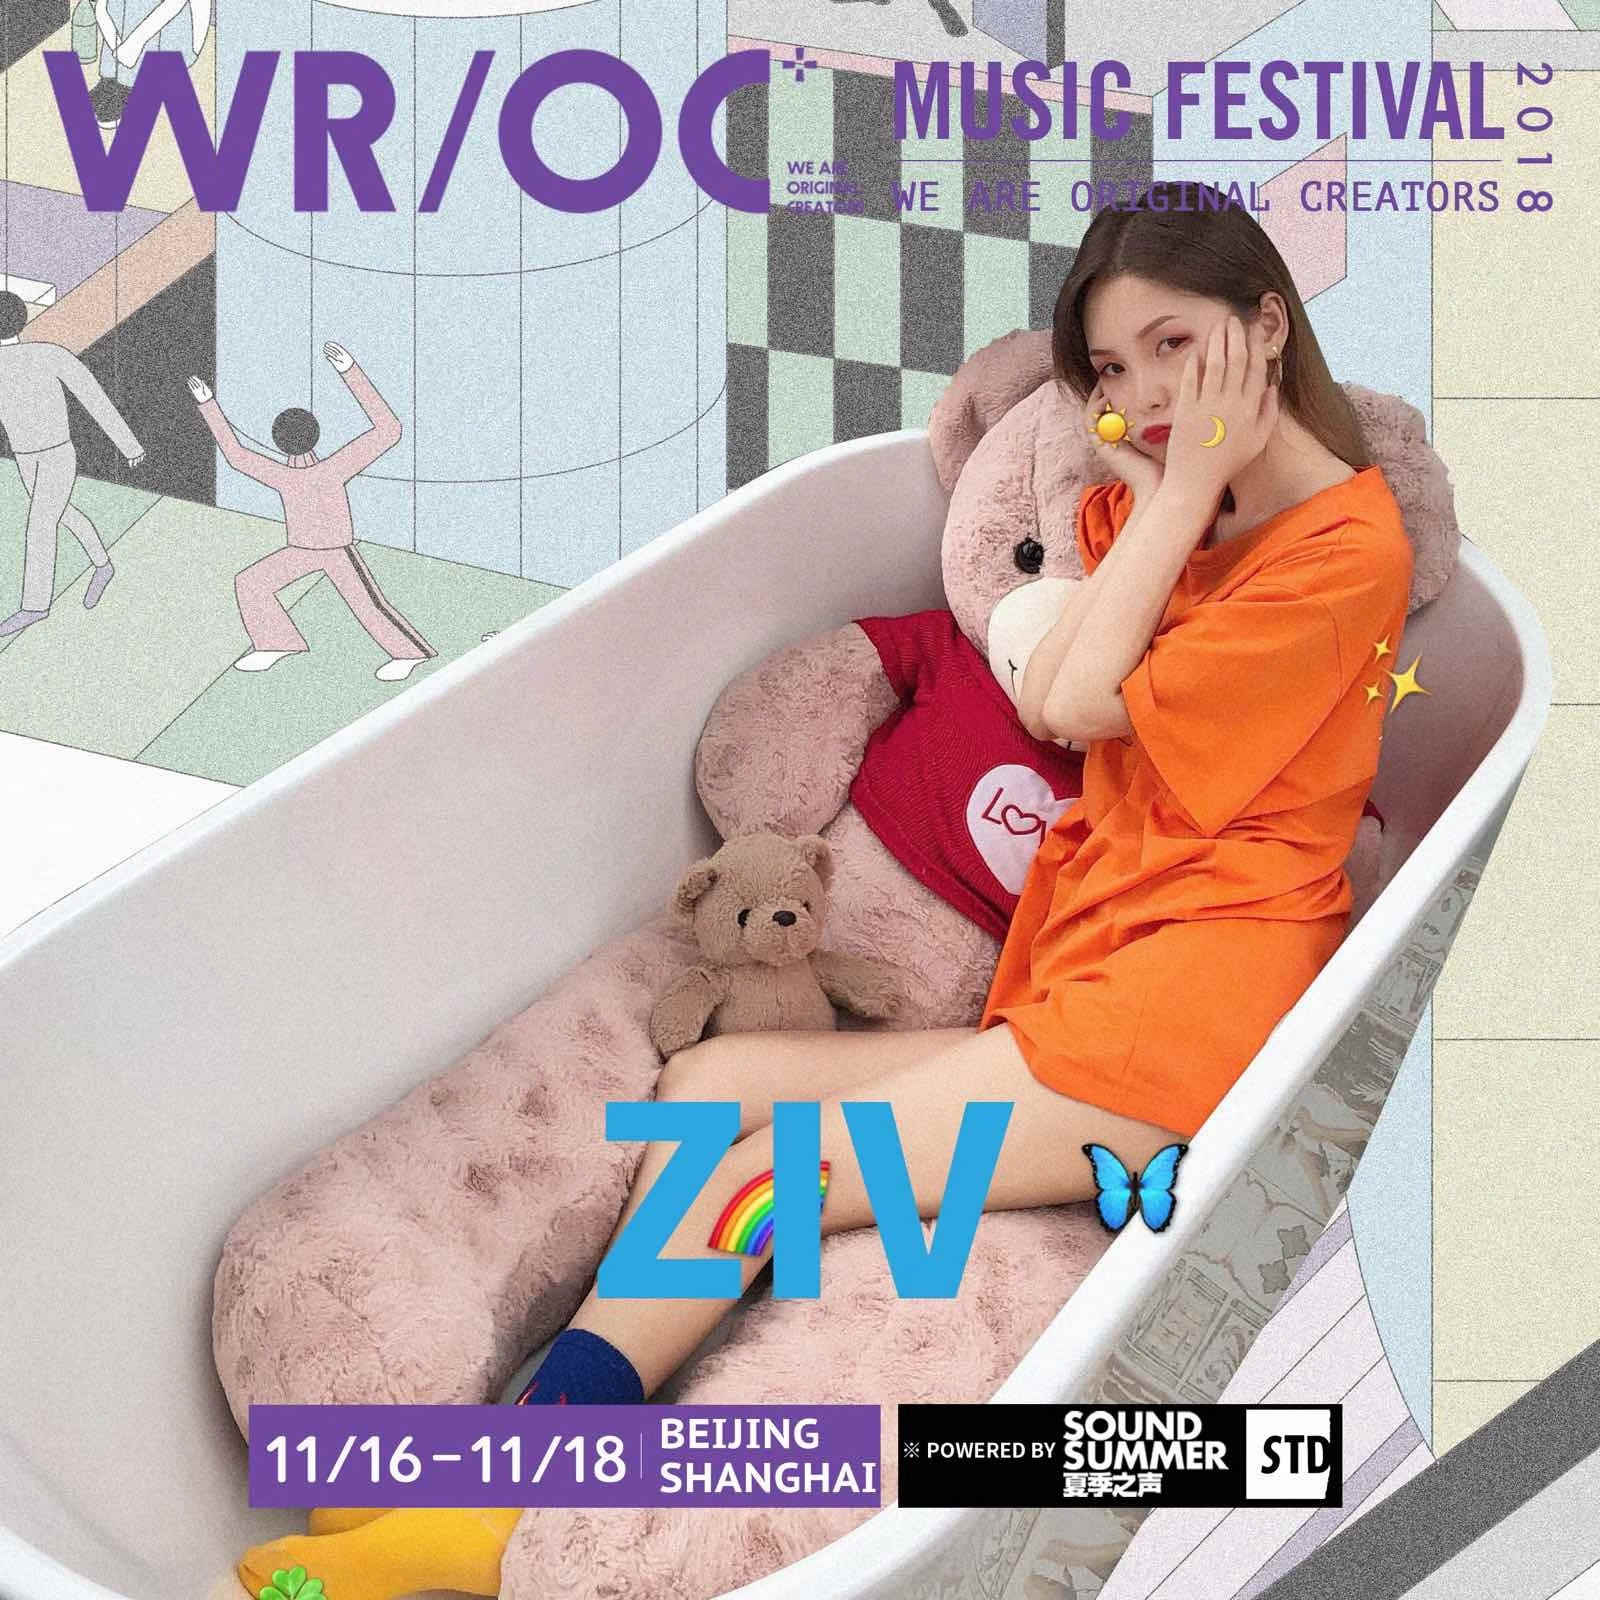 WR/OC
WE ARE
ORIGINAL
CREATORS
MUSIC FESTIVAL
WE ARE ORIGINAL CREATORS
2018
LOV
ZIV
11/16-11/18
BEIJING
SHANGHAI
※ POWERED BY
SOUND
SUMMER
夏季之声
STD